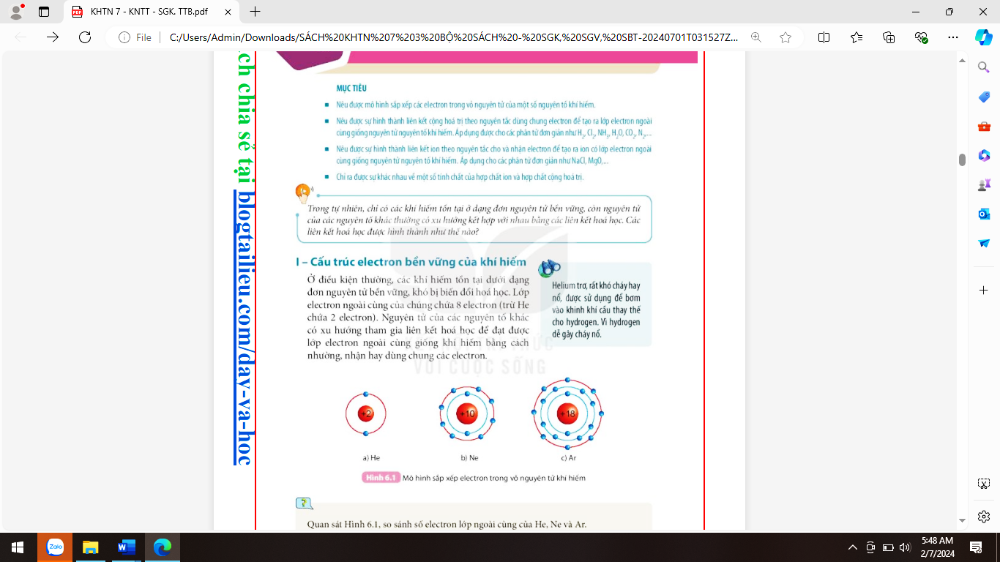 KHTN 7 - KNTT - SGK. TTB.pdf
File
C:/Users/Admin/Downloads/SÁCH%20KHTN%207%203%20BỘ%20SÁCH%20-%20SGK,%20SGV,%20SBT-20240701T031527Z...
ch chia sẻ tại blogtailieu.com/day-va-hoc
MỤC TIÊU
Nêu được mô hình sắp xếp các electron trong vỏ nguyên tử của một số nguyên tố khí hiếm.
Nêu được sự hình thành liên kết cộng hoá trị theo nguyên tắc dùng chung electron để tạo ra lớp electron ngoài
cùng giống nguyên tử nguyên tố khí hiếm. Áp dụng được cho các phân tử đơn giản như H₂, Cl₂, NH₃, H₂O, CO₂, N₂,...
Nêu được sự hình thành liên kết ion theo nguyên tắc cho và nhận electron để tạo ra ion có lớp electron ngoài
cùng giống nguyên tử nguyên tố khí hiếm. Áp dụng cho các phân tử đơn giản như NaCl, MgO,...
Chỉ ra được sự khác nhau về một số tính chất của hợp chất ion và hợp chất cộng hoá trị.
Trong tự nhiên, chỉ có các khí hiếm tồn tại ở dạng đơn nguyên tử bền vững, còn nguyên tử
của các nguyên tố khác thường có xu hướng kết hợp với nhau bằng các liên kết hoá học. Các
liên kết hoá học được hình thành như thế nào?
I – Cấu trúc electron bền vững của khí hiếm
Ở điều kiện thường, các khí hiếm tồn tại dưới dạng
đơn nguyên tử bền vững, khó bị biến đổi hoá học. Lớp
electron ngoài cùng của chúng chứa 8 electron (trừ He
chứa 2 electron). Nguyên tử của các nguyên tố khác
có xu hướng tham gia liên kết hoá học để đạt được
lớp electron ngoài cùng giống khí hiếm bằng cách
nhường, nhận hay dùng chung các electron.
Helium trơ, rất khó cháy hay
nổ, được sử dụng để bơm
vào khinh khí cầu thay thế
cho hydrogen. Vì hydrogen
dễ gây cháy nổ.
VỚI CUỘC SỐNG
+2
+10
+18
a) He
b) Ne
c) Ar
Hình 6.1 Mô hình sắp xếp electron trong vỏ nguyên tử khí hiếm
?
Quan sát Hình 6.1, so sánh số electron lớp ngoài cùng của He, Ne và Ar.
Zalo
5:48 AM
2/7/2024